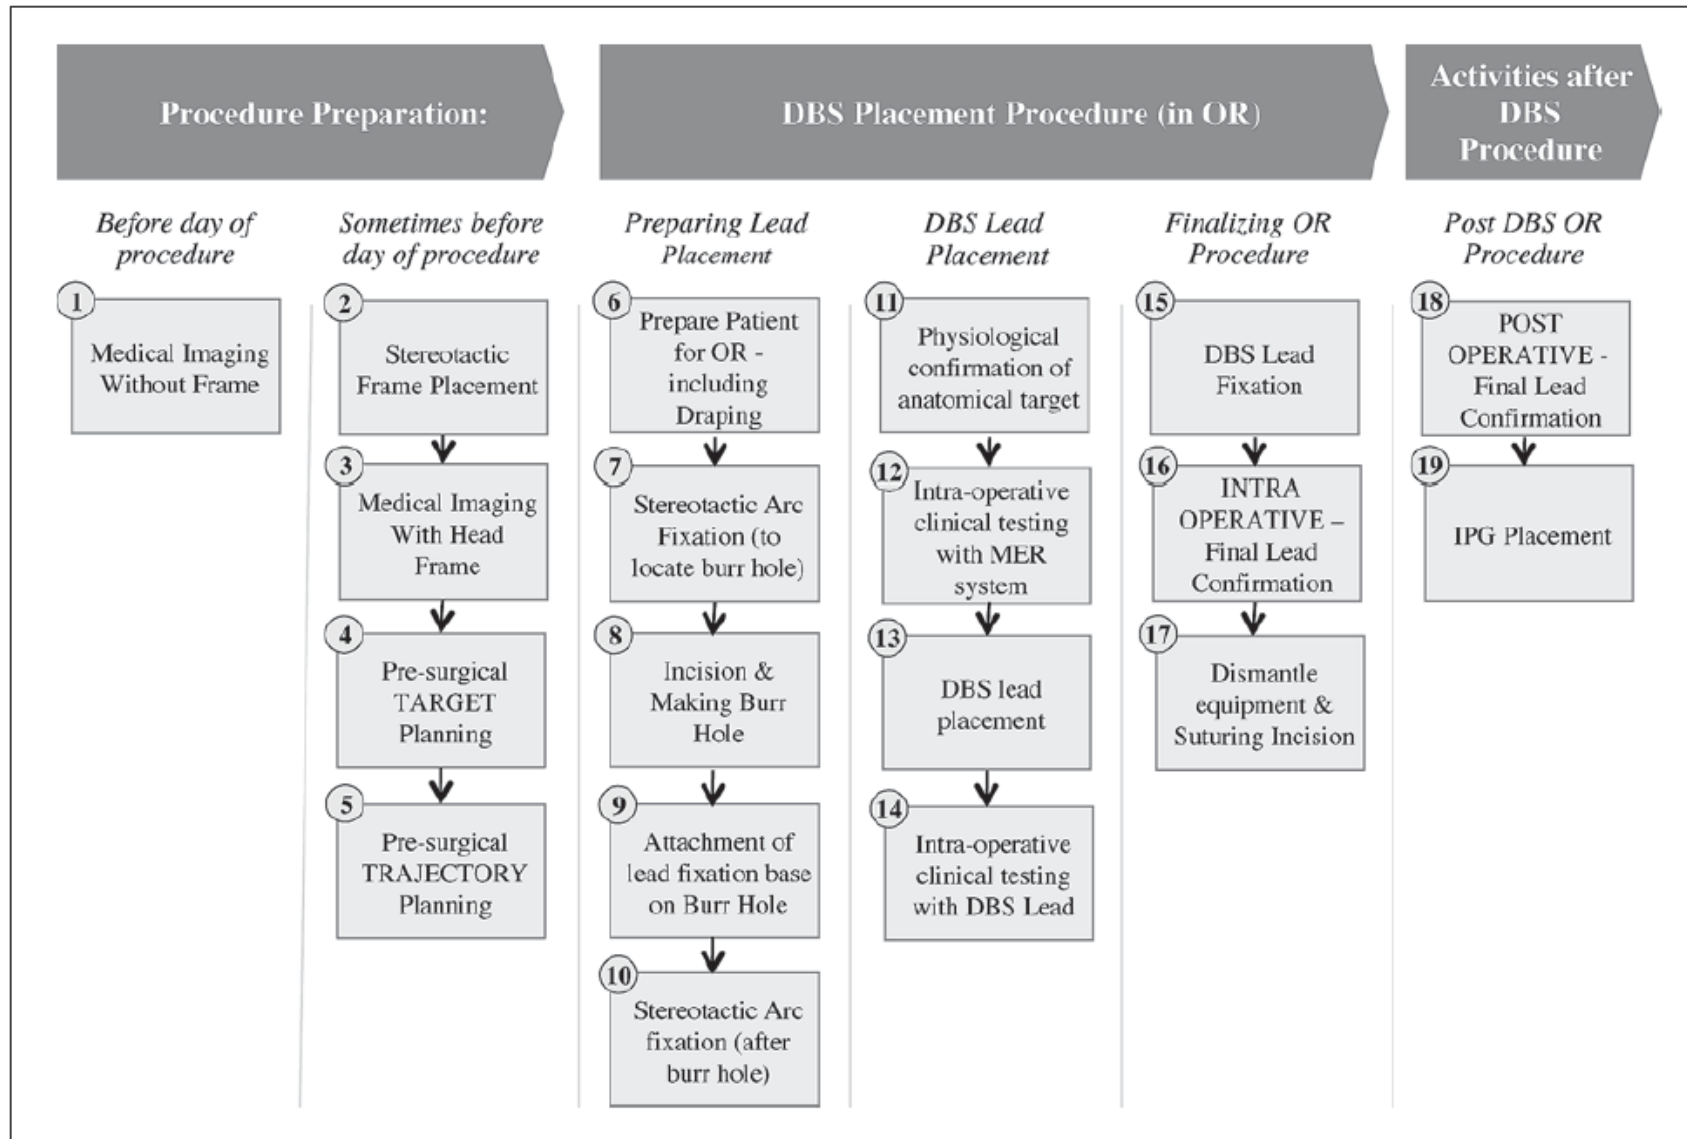 Procedure Preparation:
DBS Placement Procedure (in OR)
Activities after
DBS
Procedure
Before day of
procedure
1
Medical Imaging
Without Frame
Sometimes before
day of procedure
2
Stereotactic
Frame Placement
3
Medical Imaging
With Head
Frame
4
Pre-surgical
TARGET
Planning
5
Pre-surgical
TRAJECTORY
Planning
Preparing Lead
Placement
6
Prepare Patient
for OR -
including
Draping
7
Stereotactic Arc
Fixation (to
locate burr hole)
8
Incision &
Making Burr
Hole
9
Attachment of
lead fixation base
on Burr Hole
10
Stereotactic Arc
fixation (after
burr hole)
DBS Lead
Placement
11
Physiological
confirmation of
anatomical target
12
Intra-operative
clinical testing
with MER
system
13
DBS lead
placement
14
Intra-operative
clinical testing
with DBS Lead
Finalizing OR
Procedure
15
DBS Lead
Fixation
16
INTRA
OPERATIVE –
Final Lead
Confirmation
17
Dismantle
equipment &
Suturing Incision
Post DBS OR
Procedure
18
POST
OPERATIVE -
Final Lead
Confirmation
19
IPG Placement